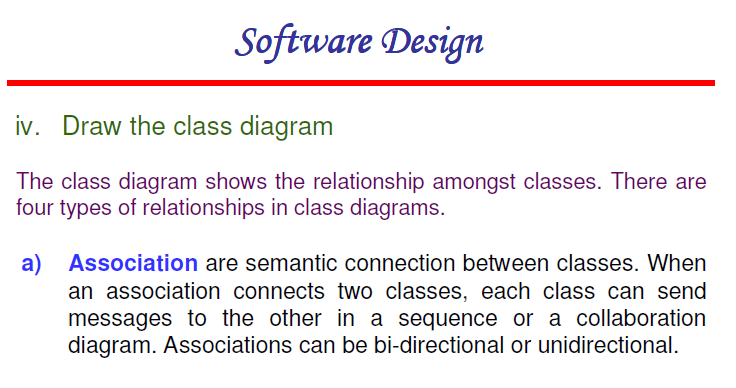 Software Design
iv. Draw the class diagram
The class diagram shows the relationship amongst classes. There are
four types of relationships in class diagrams.
a) Association are semantic connection between classes. When
an association connects two classes, each class can send
messages to the other in a sequence or a collaboration
diagram. Associations can be bi-directional or unidirectional.